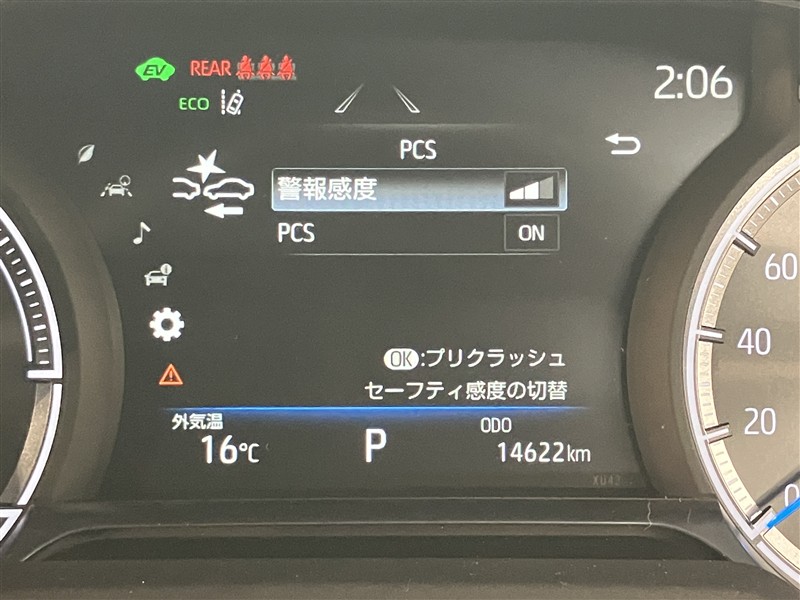 EV REAR
2:06
ECO
PCS
警報感度
PCS ON
OK:プリクラッシュ
セーフティ感度の切替
外気温
16℃
P
ODO
14622km
60
40
20
0